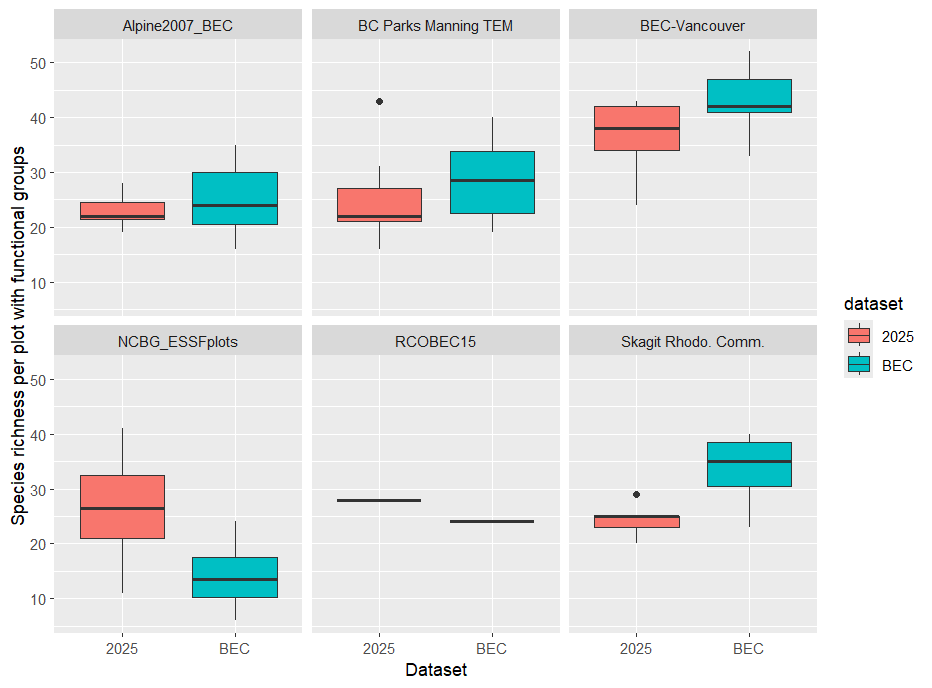 Alpine2007_BEC
BC Parks Manning TEM
BEC-Vancouver
50
40
30
20
10
NCBG_ESSFplots
RCOBEC15
Skagit Rhodo. Comm.
50
40
30
20
10
2025
BEC
2025
BEC
2025
BEC
Dataset
Species richness per plot with functional groups
dataset
2025
BEC